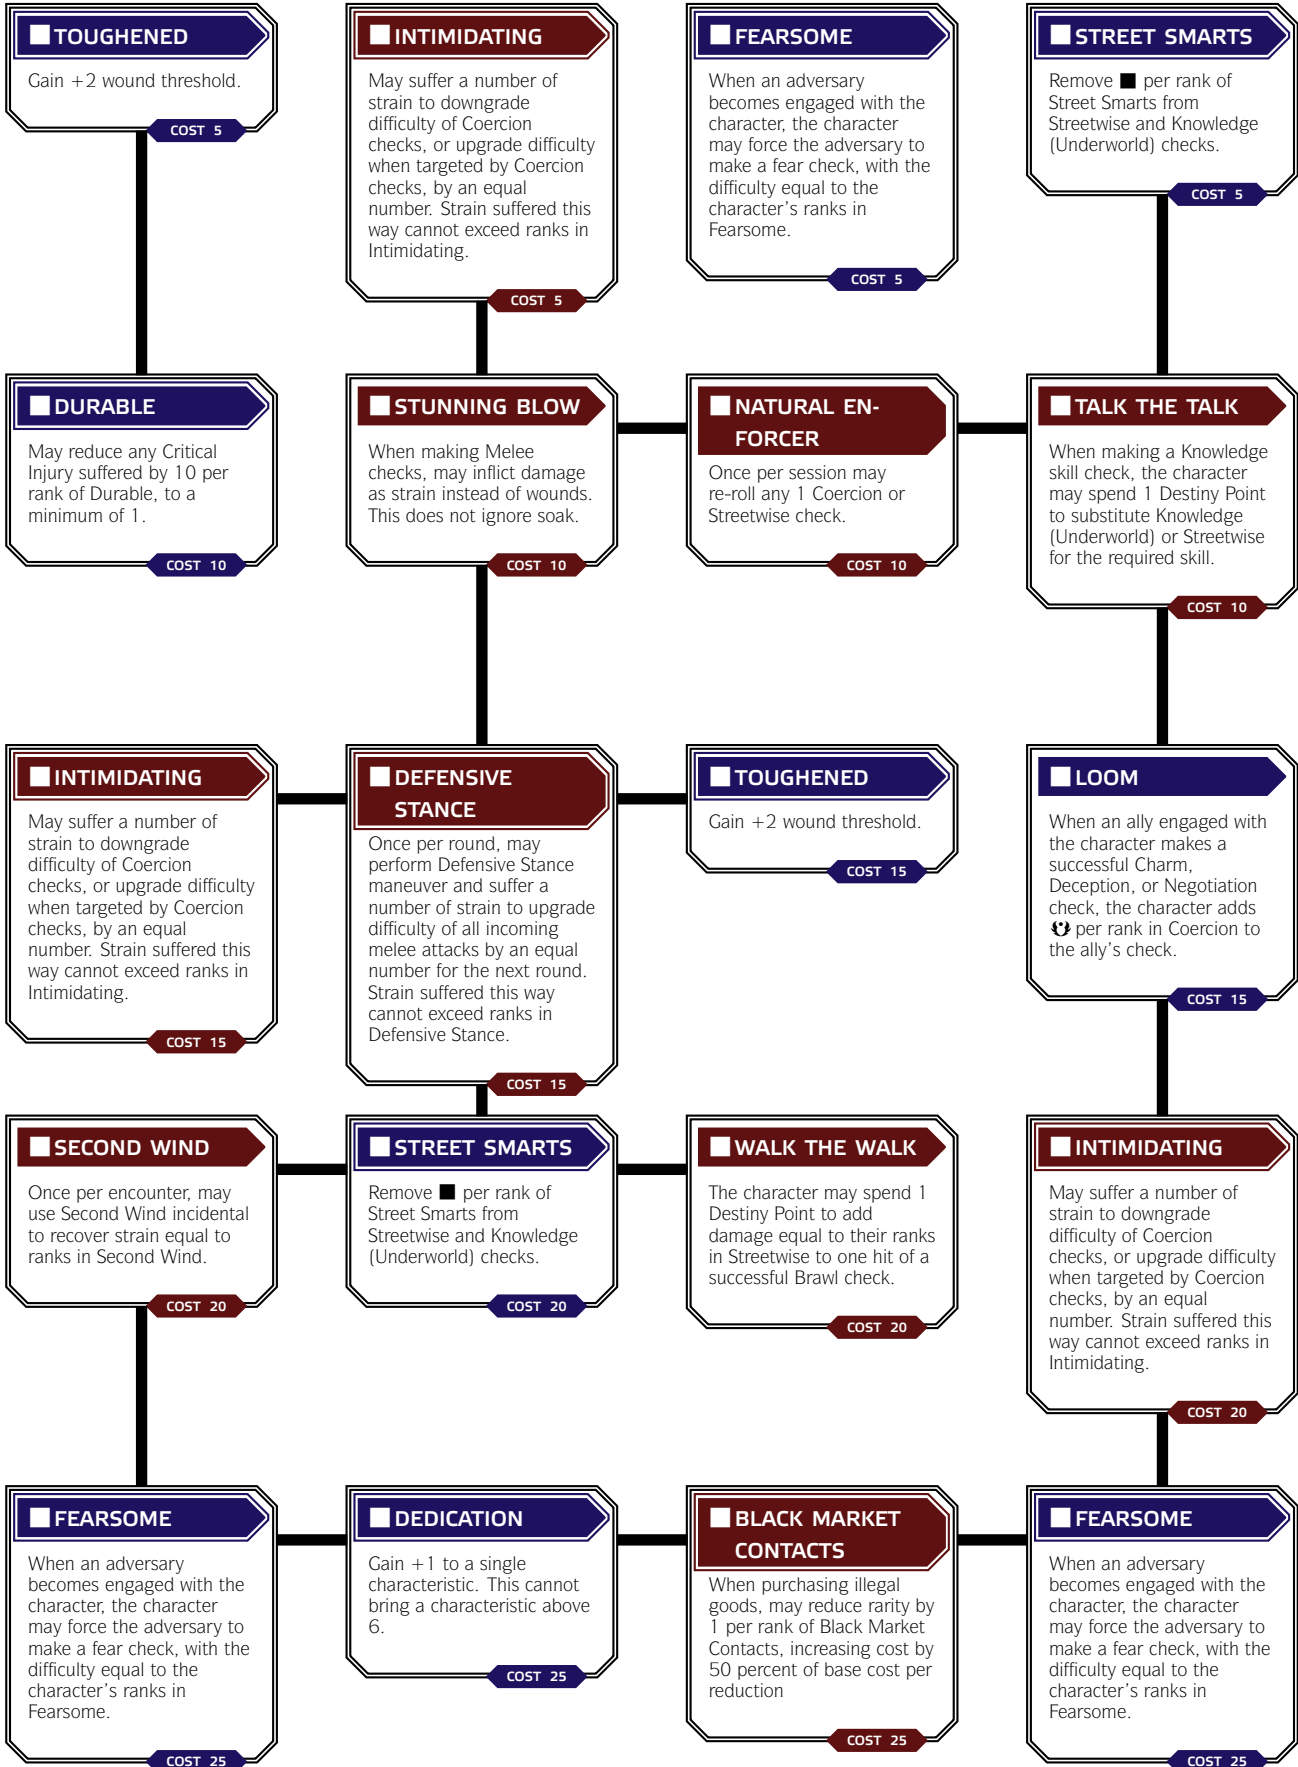 TOUGHENED
Gain +2 wound threshold.
COST 5
INTIMIDATING
May suffer a number of
strain to downgrade
difficulty of Coercion
checks, or upgrade difficulty
when targeted by Coercion
checks, by an equal
number. Strain suffered this
way cannot exceed ranks in
Intimidating.
COST 5
FEARSOME
When an adversary
becomes engaged with the
character, the character
may force the adversary to
make a fear check, with the
difficulty equal to the
character's ranks in
Fearsome.
COST 5
STREET SMARTS
Remove ■ per rank of
Street Smarts from
Streetwise and Knowledge
(Underworld) checks.
COST 5
DURABLE
May reduce any Critical
Injury suffered by 10 per
rank of Durable, to a
minimum of 1.
COST 10
STUNNING BLOW
When making Melee
checks, may inflict damage
as strain instead of wounds.
This does not ignore soak.
COST 10
NATURAL EN-
FORCER
Once per session may
re-roll any 1 Coercion or
Streetwise check.
COST 10
TALK THE TALK
When making a Knowledge
skill check, the character
may spend 1 Destiny Point
to substitute Knowledge
(Underworld) or Streetwise
for the required skill.
COST 10
INTIMIDATING
May suffer a number of
strain to downgrade
difficulty of Coercion
checks, or upgrade difficulty
when targeted by Coercion
checks, by an equal
number. Strain suffered this
way cannot exceed ranks in
Intimidating.
COST 15
DEFENSIVE
STANCE
Once per round, may
perform Defensive Stance
maneuver and suffer a
number of strain to upgrade
difficulty of all incoming
melee attacks by an equal
number for the next round.
Strain suffered this way
cannot exceed ranks in
Defensive Stance.
COST 15
TOUGHENED
Gain +2 wound threshold.
COST 15
LOOM
When an ally engaged with
the character makes a
successful Charm,
Deception, or Negotiation
check, the character adds
per rank in Coercion to
the ally's check.
COST 15
SECOND WIND
Once per encounter, may
use Second Wind incidental
to recover strain equal to
ranks in Second Wind.
COST 20
STREET SMARTS
Remove ■ per rank of
Street Smarts from
Streetwise and Knowledge
(Underworld) checks.
COST 20
WALK THE WALK
The character may spend 1
Destiny Point to add
damage equal to their ranks
in Streetwise to one hit of a
successful Brawl check.
COST 20
INTIMIDATING
May suffer a number of
strain to downgrade
difficulty of Coercion
checks, or upgrade difficulty
when targeted by Coercion
checks, by an equal
number. Strain suffered this
way cannot exceed ranks in
Intimidating.
COST 20
FEARSOME
When an adversary
becomes engaged with the
character, the character
may force the adversary to
make a fear check, with the
difficulty equal to the
character's ranks in
Fearsome.
COST 25
DEDICATION
Gain +1 to a single
characteristic. This cannot
bring a characteristic above
6.
COST 25
BLACK MARKET
CONTACTS
When purchasing illegal
goods, may reduce rarity by
1 per rank of Black Market
Contacts, increasing cost by
50 percent of base cost per
reduction
COST 25
FEARSOME
When an adversary
becomes engaged with the
character, the character
may force the adversary to
make a fear check, with the
difficulty equal to the
character's ranks in
Fearsome.
COST 25